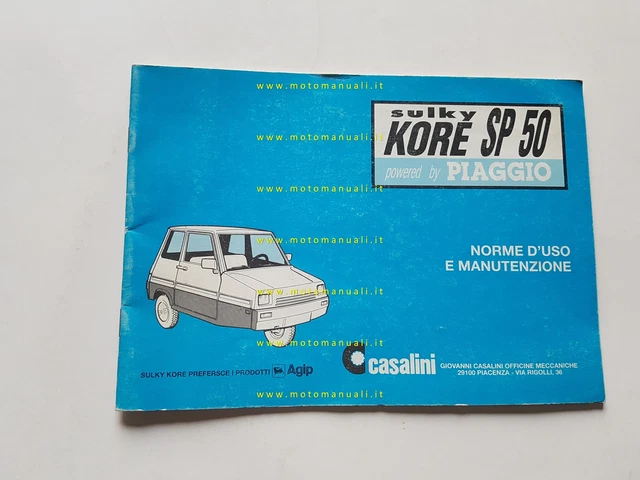 www.motomanuali.it
sulky
KORE SP 50
www.motomanuali.it
powered by PIAGGIO
www.motomanuali.it
www.motomanuali.it
NORME D'USO
E MANUTENZIONE
www.motomanuali.it
www.motomanuali.it
casalini
GIOVANNI CASALINI OFFICINE MECCANICHE
29100 PIACENZA - VIA RIGOLLI, 36
SULKY KORE PREFERSCE I PRODOTTI Agip
www.motomanuali.it